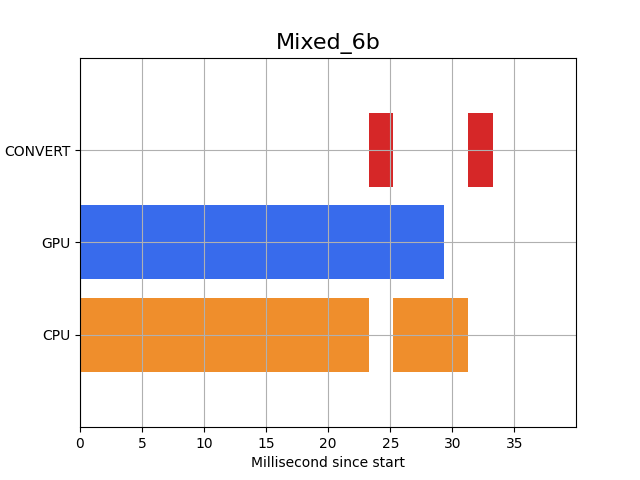 Mixed_6b
CONVERT
GPU
CPU
0 5 10 15 20 25 30 35
Millisecond since start